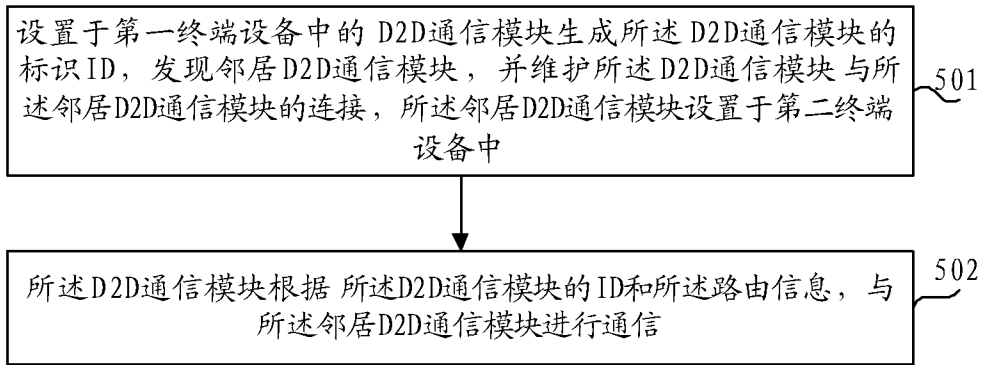 设置于第一终端设备中的 D2D通信模块生成所述 D2D通信模块的
标识ID，发现邻居D2D通信模块，并维护所述D2D通信模块与所
述邻居D2D通信模块的连接，所述邻居D2D通信模块设置于第二终端
设备中
501
所述D2D通信模块根据 所述D2D通信模块的ID和所述路由信息，与
所述邻居D2D通信模块进行通信
502